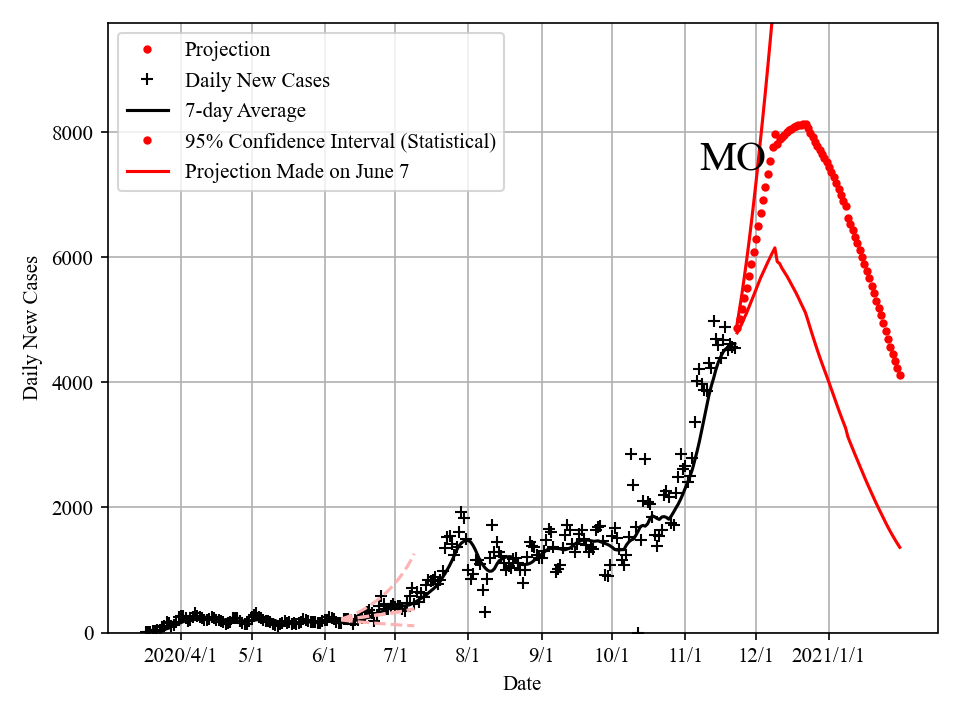 Projection
Daily New Cases
7-day Average
95% Confidence Interval (Statistical)
Projection Made on June 7
MO
Daily New Cases
8000
6000
4000
2000
0
2020/4/1 5/1 6/1 7/1 8/1 9/1 10/1 11/1 12/1 2021/1/1
Date